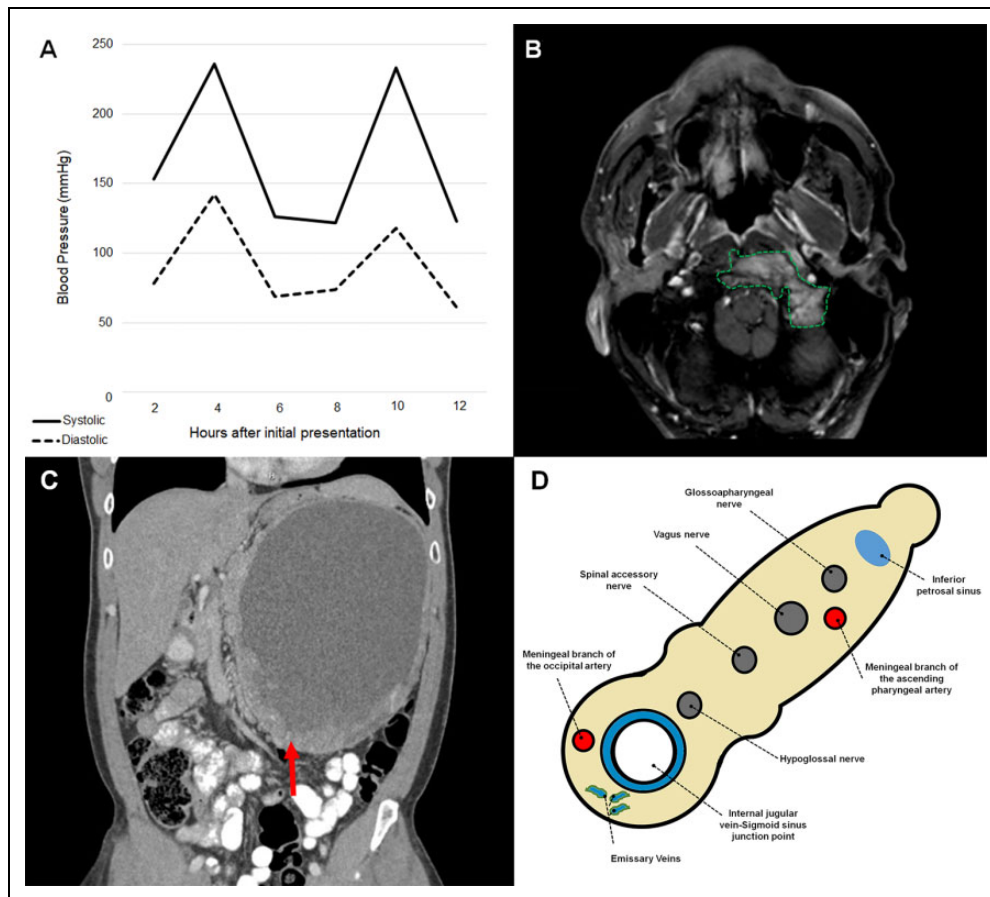 A
250
200
150
100
50
0
Blood Pressure (mmHg)
2 4 6 8 10 12
Hours after initial presentation
Systolic
Diastolic
B
C
D
Glossoapharyngeal
nerve
Vagus nerve
Spinal accessory
nerve
Meningeal branch of
the occipital artery
Inferior
petrosal sinus
Meningeal branch of
the ascending
pharyngeal artery
Hypoglossal nerve
Internal jugular
vein-Sigmoid sinus
junction point
Emissary Veins